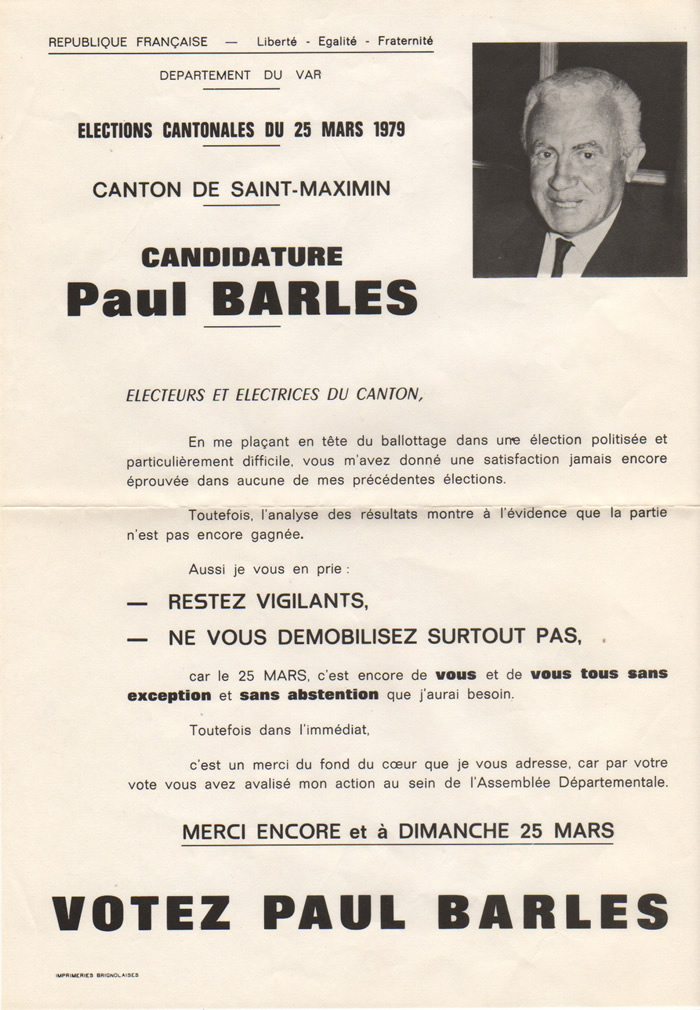 REPUBLIQUE FRANÇAISE — Liberté - Egalité - Fraternité
DEPARTEMENT DU VAR
ELECTIONS CANTONALES DU 25 MARS 1979
CANTON DE SAINT-MAXIMIN
CANDIDATURE
Paul BARLES
ELECTEURS ET ELECTRICES DU CANTON,
En me plaçant en tête du ballottage dans une élection politisée et
particulièrement difficile, vous m'avez donné une satisfaction jamais encore
éprouvée dans aucune de mes précédentes élections.
Toutefois, l'analyse des résultats montre à l'évidence que la partie
n'est pas encore gagnée.
Aussi je vous en prie :
— RESTEZ VIGILANTS,
— NE VOUS DEMOBILISEZ SURTOUT PAS,
car le 25 MARS, c'est encore de vous et de vous tous sans
exception et sans abstention que j'aurai besoin.
Toutefois dans l'immédiat,
c'est un merci du fond du cœur que je vous adresse, car par votre
vote vous avez avalisé mon action au sein de l'Assemblée Départementale.
MERCI ENCORE et à DIMANCHE 25 MARS
VOTEZ PAUL BARLES
IMPRIMERIES BRIGNOLAISES